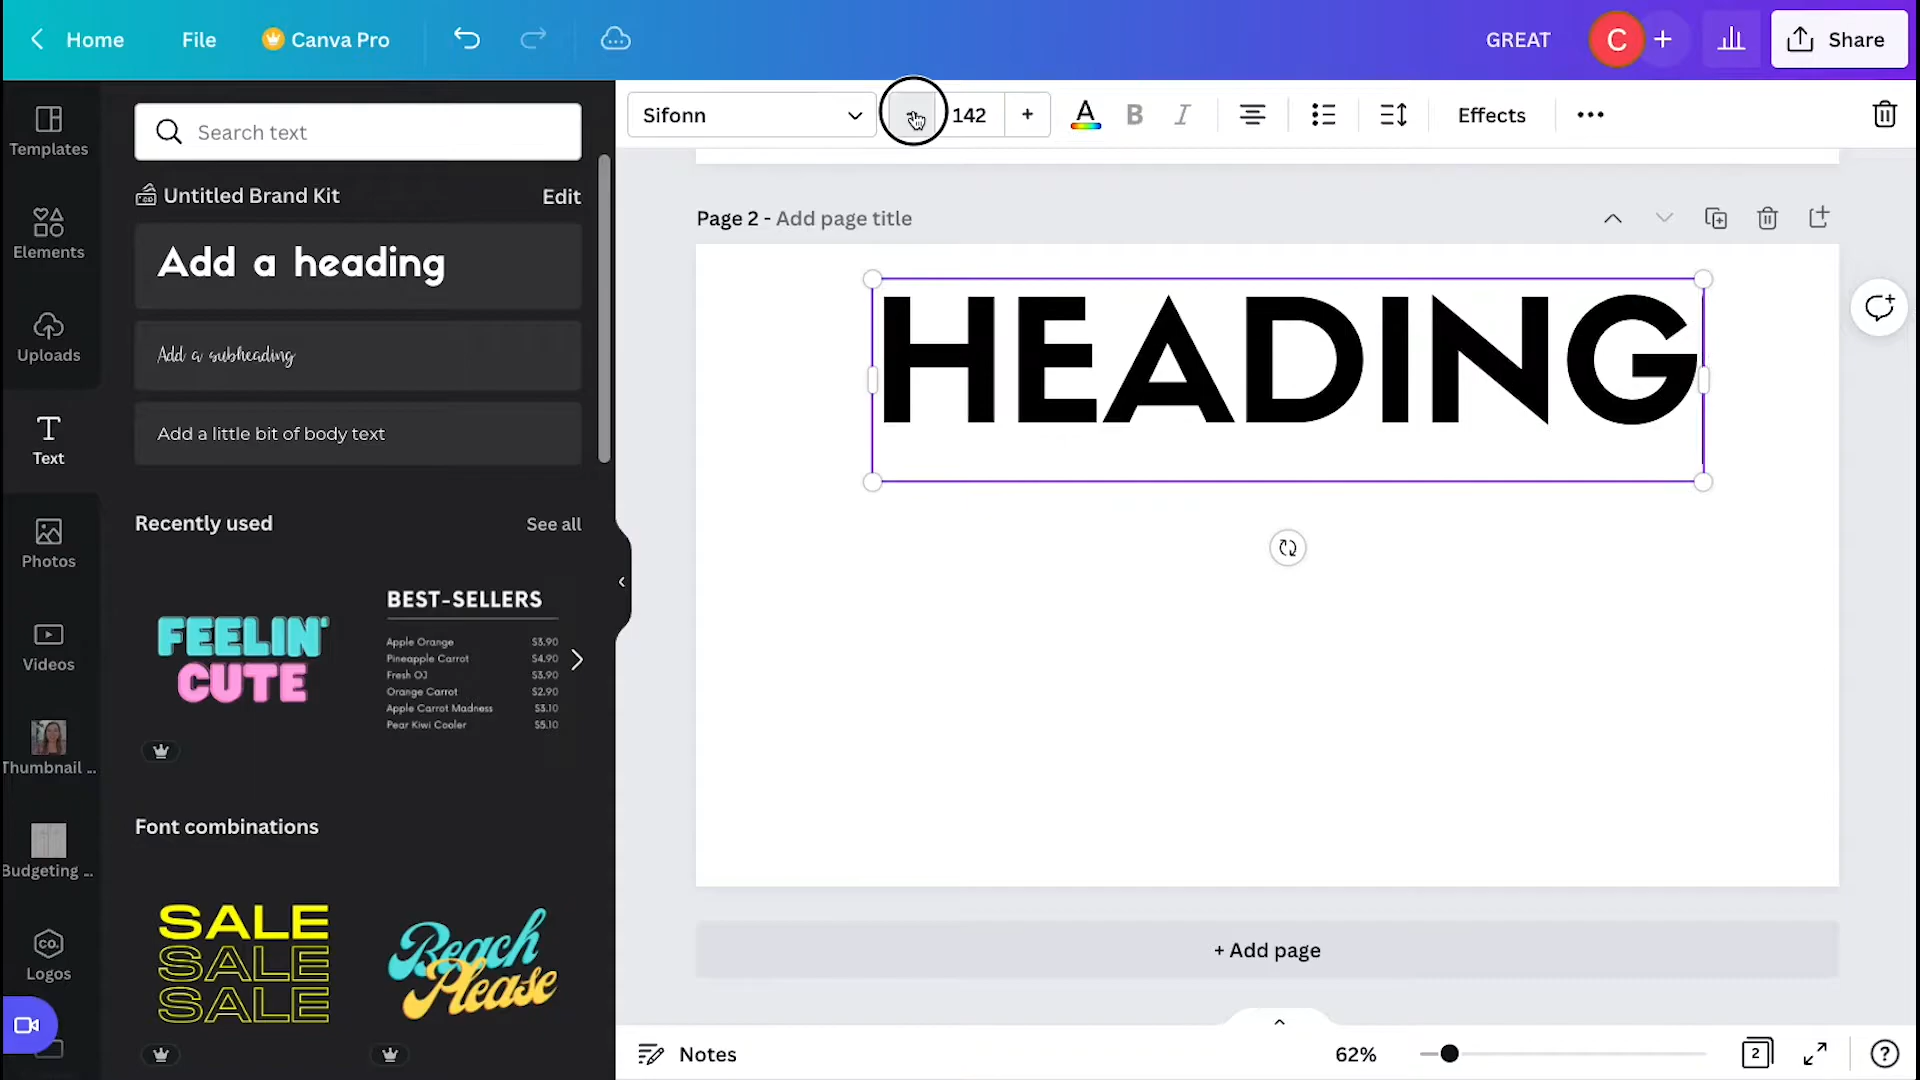 Home File Canva Pro GREAT C Share
Sifonn 142 + A B I Effects
Search text
Templates
Untitled Brand Kit Edit
Add a heading
Elements
Add a subheading
Uploads
Add a little bit of body text
Text
Recently used See all
Photos
FEELIN'
CUTE
BEST-SELLERS
Apple Orange $3.90
Pineapple Carrot $4.90
Fresh OJ $3.90
Orange Carrot $2.90
Apple Carrot Madness $3.10
Pear Kiwi Cooler $5.10
Videos
Thumbnail ...
Font combinations
Budgeting ...
SALE
SALE
SALE
Beach
Please
co.
Logos
Page 2 - Add page title
HEADING
+ Add page
Notes 62% 2 ?